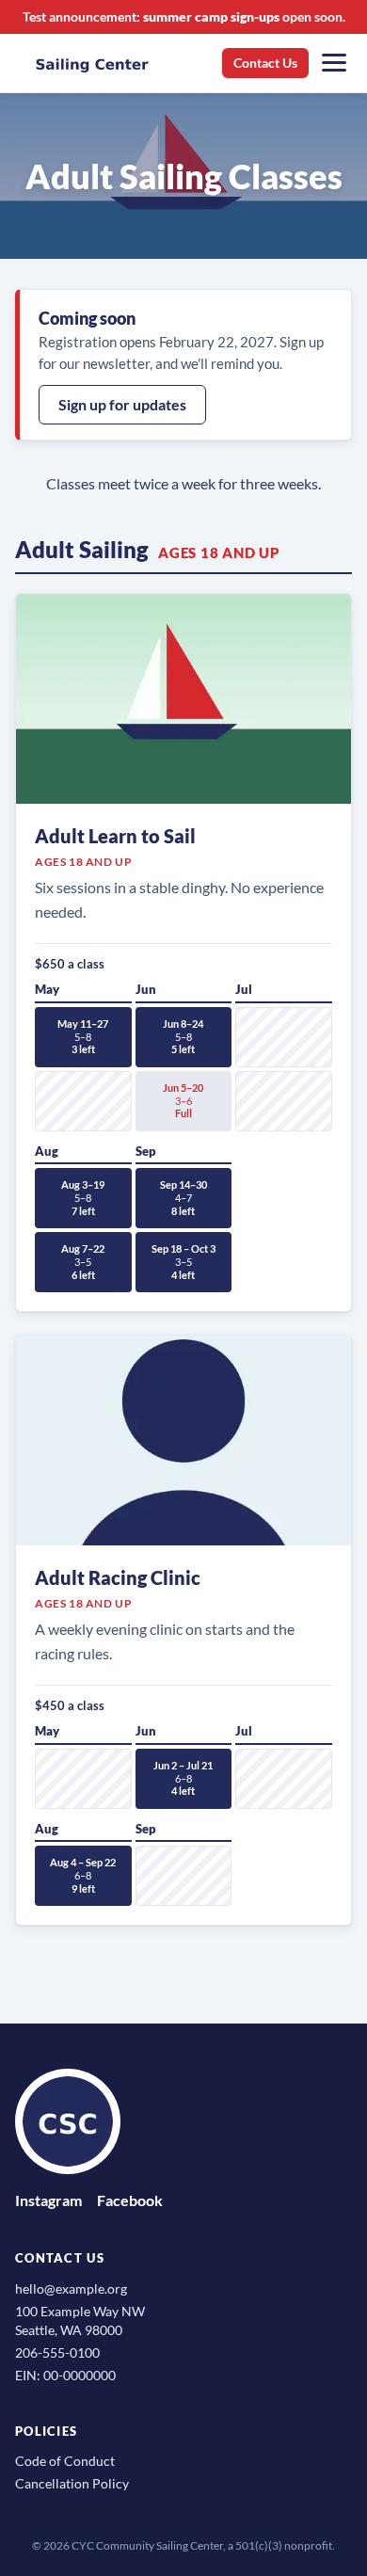 Test announcement: summer camp sign-ups open soon.
Sailing Center
Contact Us
Adult Sailing Classes
Coming soon
Registration opens February 22, 2027. Sign up
for our newsletter, and we'll remind you.
Sign up for updates
Classes meet twice a week for three weeks.
Adult Sailing AGES 18 AND UP
Adult Learn to Sail
AGES 18 AND UP
Six sessions in a stable dinghy. No experience
needed.
$650 a class
May Jun Jul
May 11–27
5–8
3 left
Jun 8–24
5–8
5 left
Jun 5–20
3–6
Full
Aug Sep
Aug 3–19
5–8
7 left
Sep 14–30
4–7
8 left
Aug 7–22
3–5
6 left
Sep 18 – Oct 3
3–5
4 left
Adult Racing Clinic
AGES 18 AND UP
A weekly evening clinic on starts and the
racing rules.
$450 a class
May Jun Jul
Jun 2 – Jul 21
6–8
4 left
Aug Sep
Aug 4 – Sep 22
6–8
9 left
CSC
Instagram Facebook
CONTACT US
hello@example.org
100 Example Way NW
Seattle, WA 98000
206-555-0100
EIN: 00-0000000
POLICIES
Code of Conduct
Cancellation Policy
© 2026 CYC Community Sailing Center, a 501(c)(3) nonprofit.